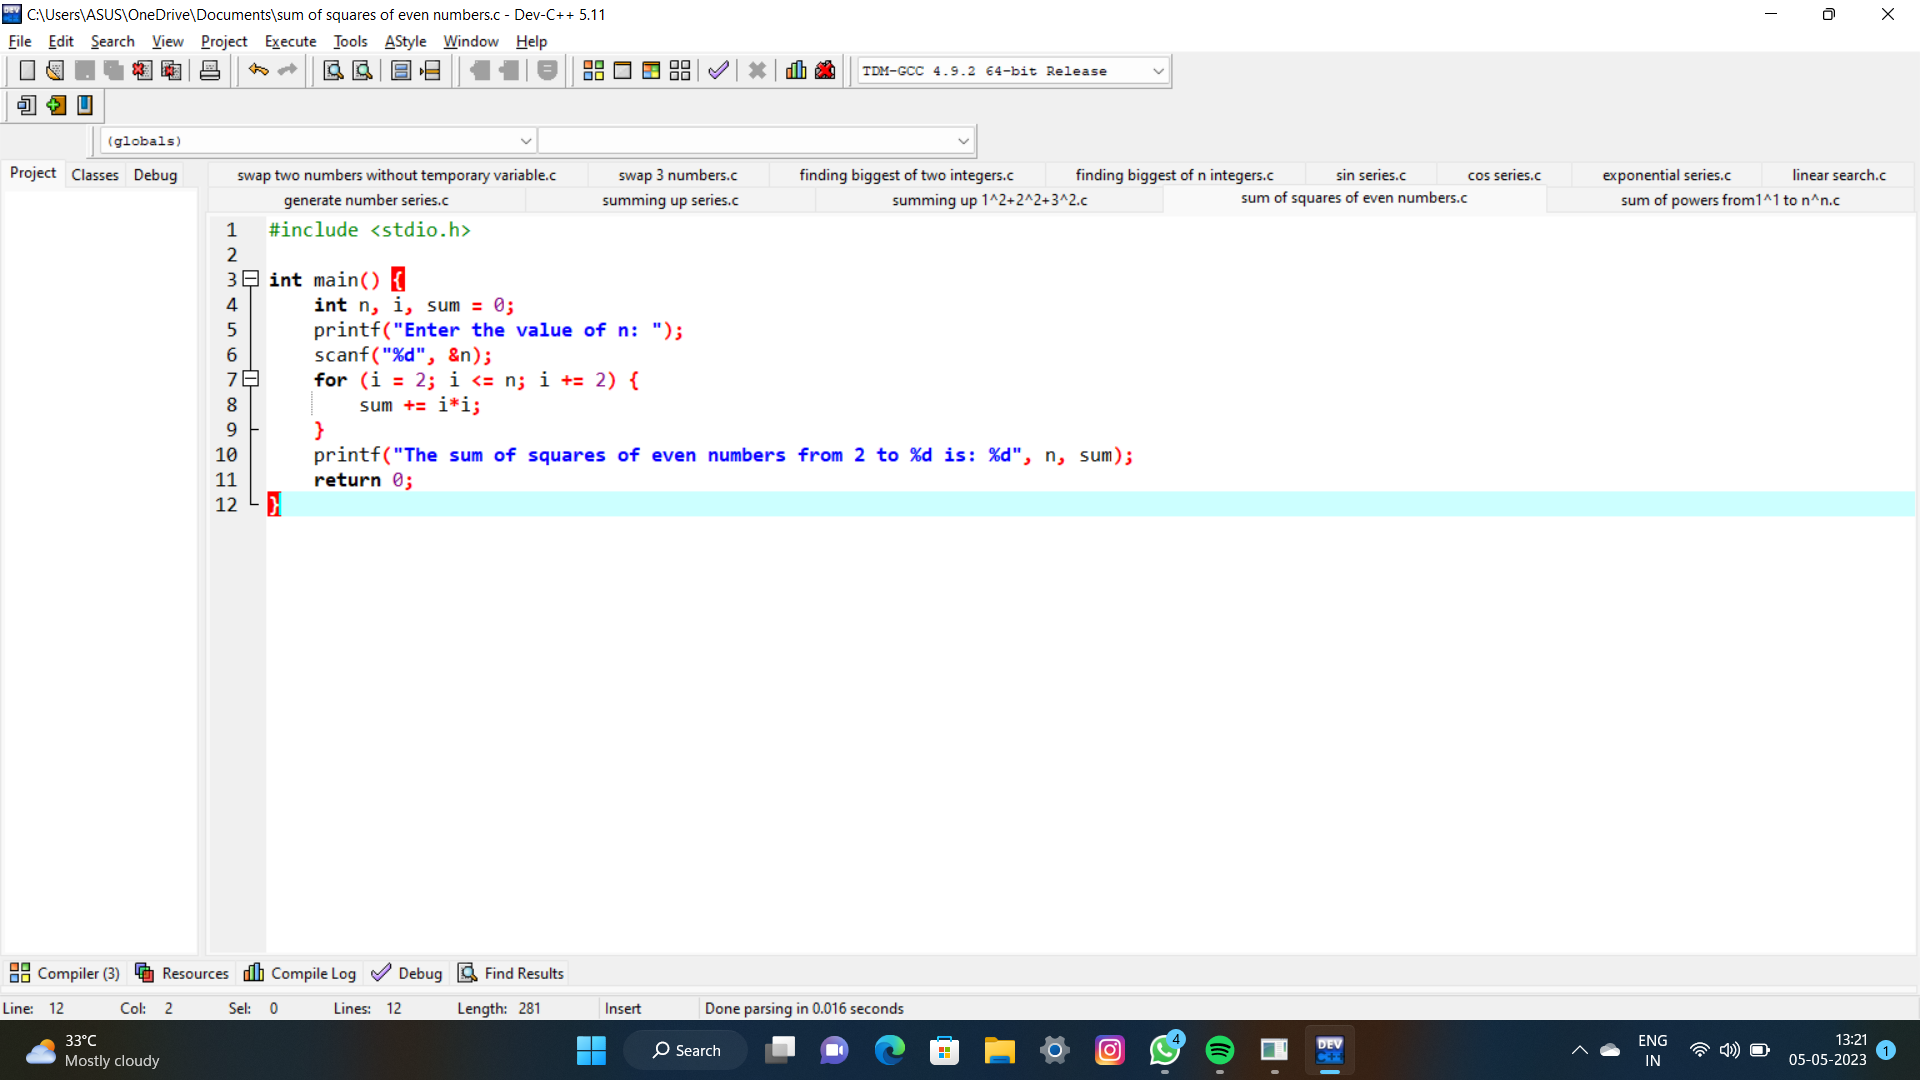 C:\Users\ASUS\OneDrive\Documents\sum of squares of even numbers.c - Dev-C++ 5.11
File Edit Search View Project Execute Tools AStyle Window Help
TDM-GCC 4.9.2 64-bit Release
(globals)
Project Classes Debug
swap two numbers without temporary variable.c swap 3 numbers.c finding biggest of two integers.c finding biggest of n integers.c sin series.c cos series.c exponential series.c linear search.c
generate number series.c summing up series.c summing up 1^2+2^2+3^2.c sum of squares of even numbers.c sum of powers from1^1 to n^n.c
1 #include <stdio.h>
2
3 int main() {
4 int n, i, sum = 0;
5 printf("Enter the value of n: ");
6 scanf("%d", &n);
7 for (i = 2; i <= n; i += 2) {
8 sum += i*i;
9 }
10 printf("The sum of squares of even numbers from 2 to %d is: %d", n, sum);
11 return 0;
12 }
Compiler (3) Resources Compile Log Debug Find Results
Line: 12 Col: 2 Sel: 0 Lines: 12 Length: 281 Insert Done parsing in 0.016 seconds
33°C
Mostly cloudy
Search
4
DEV
C++
ENG
IN
13:21
05-05-2023
1